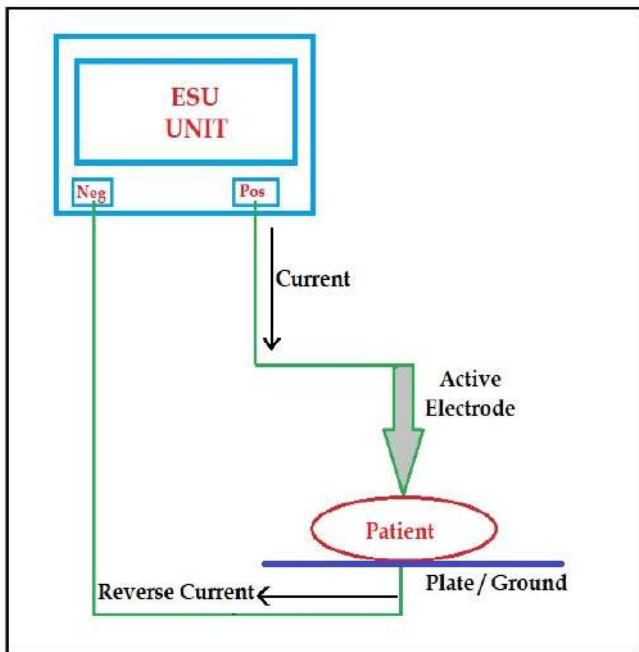 ESU
UNIT
Neg
Pos
Current
Active
Electrode
Patient
Plate / Ground
Reverse Current